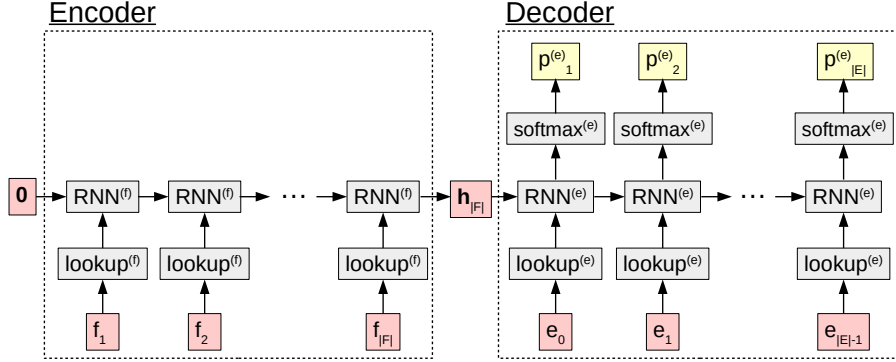 Encoder
Decoder
p(e)1 p(e)2 p(e)|E|
softmax(e) softmax(e) softmax(e)
0 RNN(f) RNN(f) ⋯ RNN(f) h|F| RNN(e) RNN(e) ⋯ RNN(e)
lookup(f) lookup(f) lookup(f) lookup(e) lookup(e) lookup(e)
f1 f2 f|F| e0 e1 e|E|-1